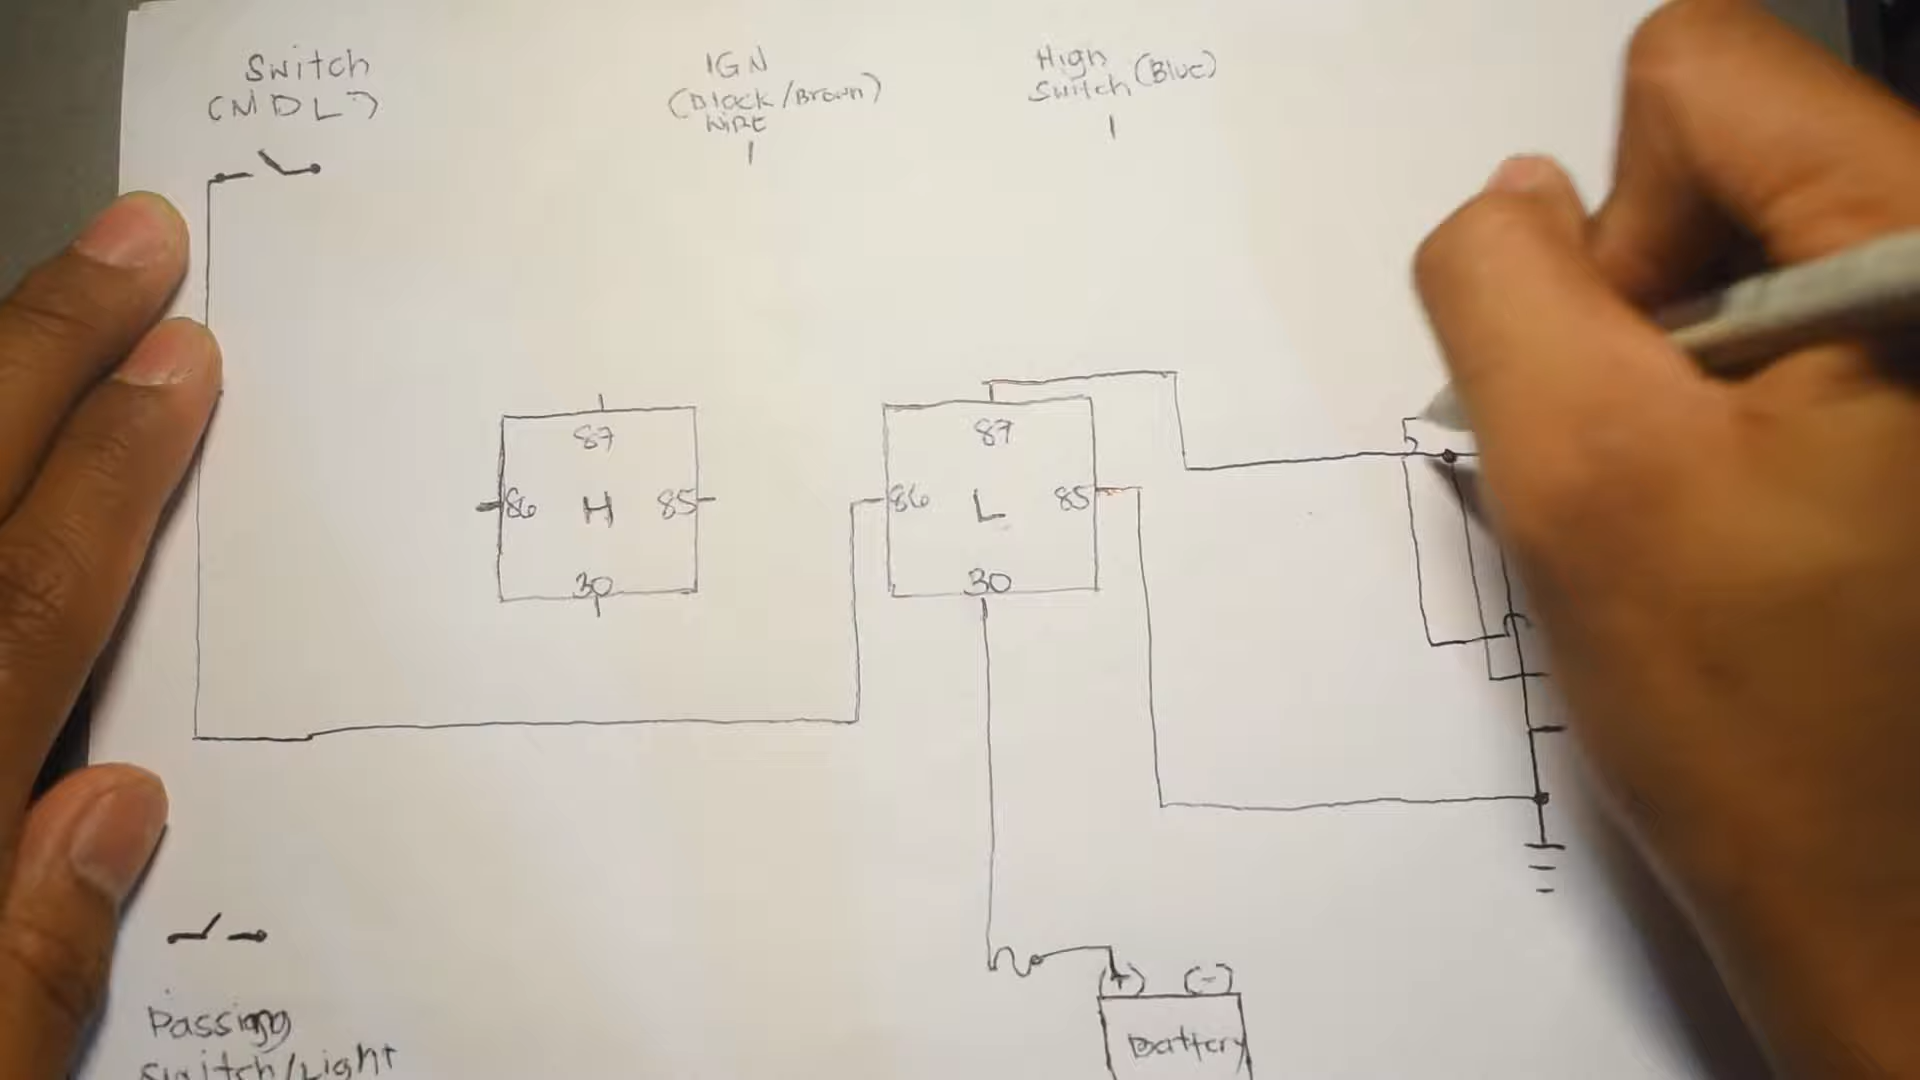 Switch
(MDL)
IGN
(Black/Brown)
WIRE
High
Switch (Blue)
87
86 H 85
30
87
86 L 85
30
(+) (-)
Battery
Passing
Switch/Light